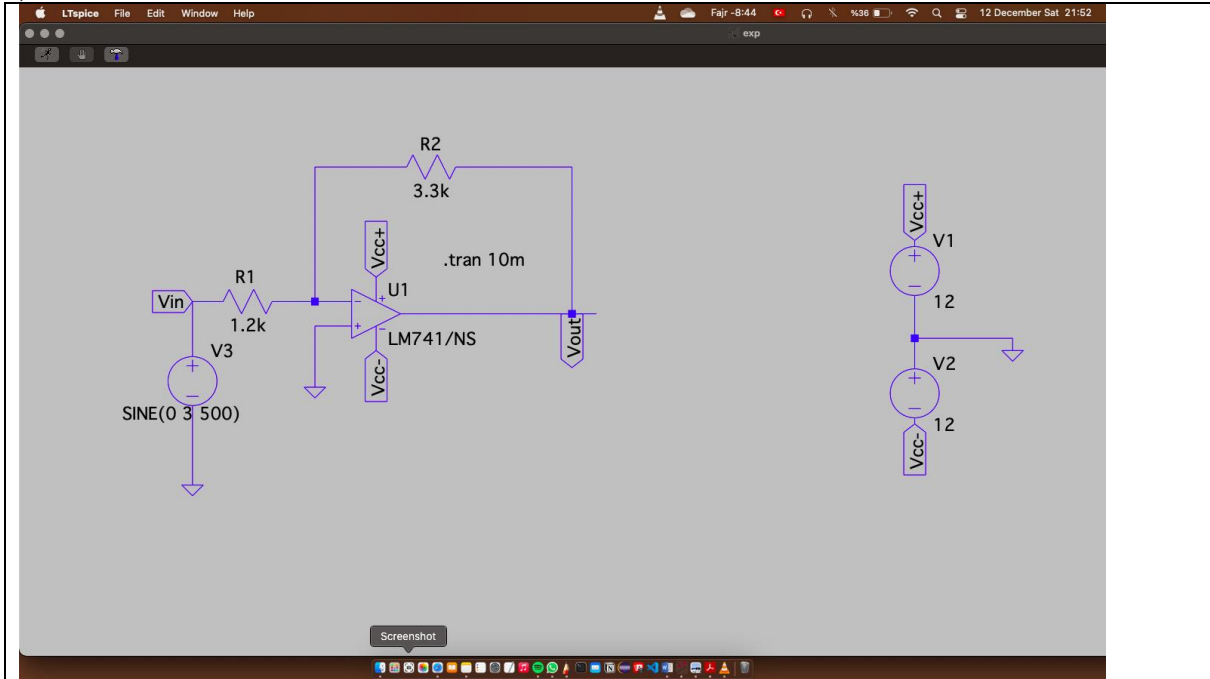 LTspice File Edit Window Help Fajr -8:44 %36 12 December Sat 21:52
exp
R2
3.3k
Vcc+
.tran 10m
R1
U1
Vin
1.2k
LM741/NS
V3
Vcc-
Vout
SINE(0 3 500)
Vcc+
V1
12
V2
12
Vcc-
Screenshot